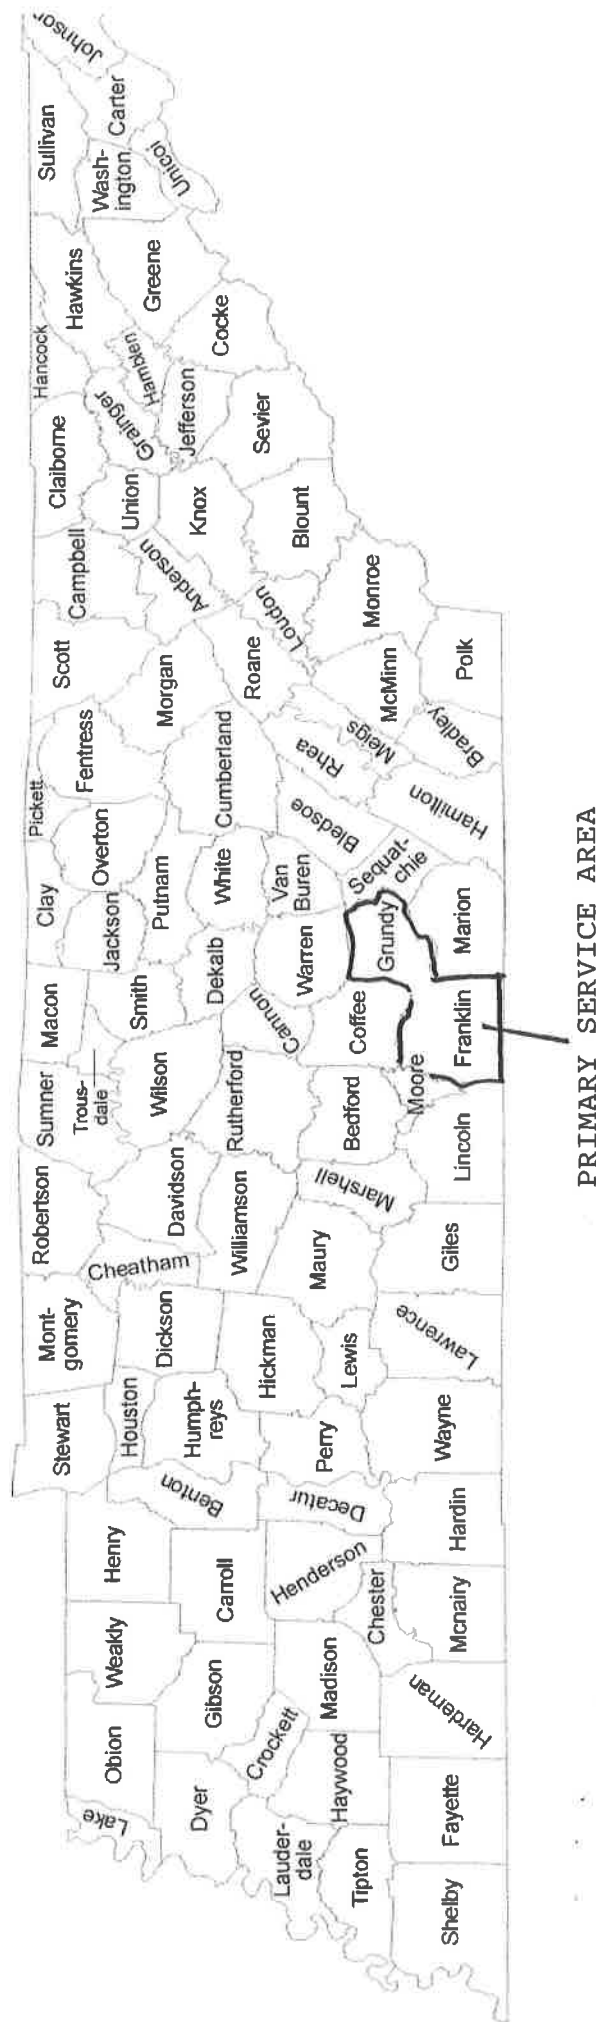 Johnson
Sullivan
Carter
Wash-
ington
Unicoi
Hawkins
Greene
Hancock
Hamblen
Cocke
Grainger
Jefferson
Claiborne
Union
Sevier
Knox
Campbell
Anderson
Blount
Loudon
Scott
Monroe
Morgan
Roane
McMinn
Polk
Fentress
Meigs
Bradley
Rhea
Cumberland
Pickett
Hamilton
Overton
Bledsoe
Clay
Putnam
White
Van
Buren
Sequat-
chie
Jackson
Marion
Grundy
Dekalb
Warren
Macon
Smith
Cannon
Coffee
Franklin
Sumner
Trous-
dale
Wilson
Rutherford
Moore
Bedford
Lincoln
Robertson
Davidson
Williamson
Marshall
Cheatham
Maury
Giles
Mont-
gomery
Dickson
Hickman
Lewis
Lawrence
Stewart
Houston
Humph-
reys
Perry
Wayne
Benton
Decatur
Henry
Hardin
Carroll
Henderson
Chester
Mcnairy
Weakly
Gibson
Madison
Hardeman
Obion
Crockett
Haywood
Lake
Dyer
Fayette
Lauder-
dale
Tipton
Shelby
PRIMARY SERVICE AREA